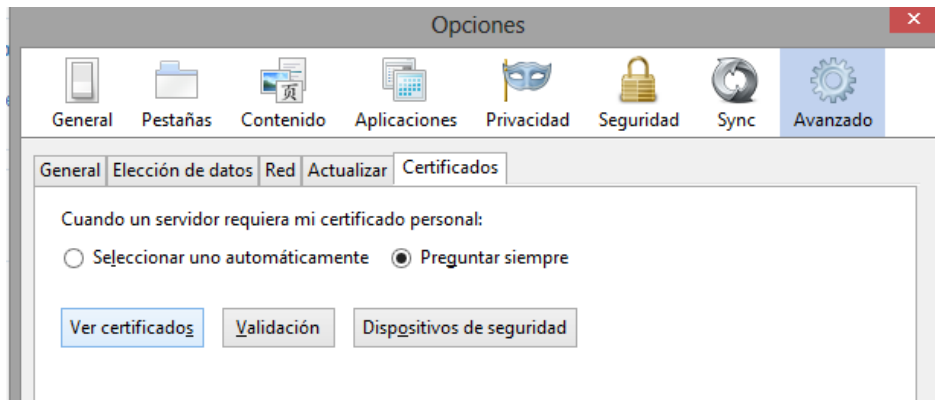 Opciones
General Pestañas Contenido Aplicaciones Privacidad Seguridad Sync Avanzado
General Elección de datos Red Actualizar Certificados
Cuando un servidor requiera mi certificado personal:
Seleccionar uno automáticamente Preguntar siempre
Ver certificados Validación Dispositivos de seguridad